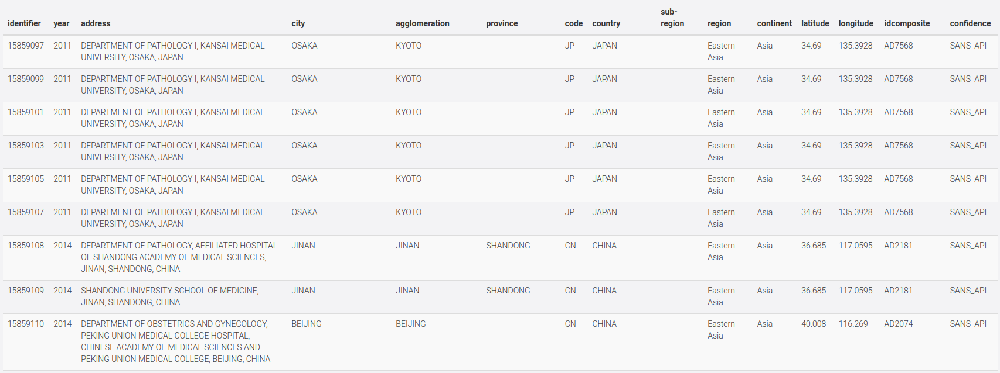 identifier year address city agglomeration province code country sub-region region continent latitude longitude idcomposite confidence
15859097 2011 DEPARTMENT OF PATHOLOGY I, KANSAI MEDICAL OSAKA KYOTO JP JAPAN Eastern Asia 34.69 135.3928 AD7568 SANS_API
UNIVERSITY, OSAKA, JAPAN Asia
15859099 2011 DEPARTMENT OF PATHOLOGY I, KANSAI MEDICAL OSAKA KYOTO JP JAPAN Eastern Asia 34.69 135.3928 AD7568 SANS_API
UNIVERSITY, OSAKA, JAPAN Asia
15859101 2011 DEPARTMENT OF PATHOLOGY I, KANSAI MEDICAL OSAKA KYOTO JP JAPAN Eastern Asia 34.69 135.3928 AD7568 SANS_API
UNIVERSITY, OSAKA, JAPAN Asia
15859103 2011 DEPARTMENT OF PATHOLOGY I, KANSAI MEDICAL OSAKA KYOTO JP JAPAN Eastern Asia 34.69 135.3928 AD7568 SANS_API
UNIVERSITY, OSAKA, JAPAN Asia
15859105 2011 DEPARTMENT OF PATHOLOGY I, KANSAI MEDICAL OSAKA KYOTO JP JAPAN Eastern Asia 34.69 135.3928 AD7568 SANS_API
UNIVERSITY, OSAKA, JAPAN Asia
15859107 2011 DEPARTMENT OF PATHOLOGY I, KANSAI MEDICAL OSAKA KYOTO JP JAPAN Eastern Asia 34.69 135.3928 AD7568 SANS_API
UNIVERSITY, OSAKA, JAPAN Asia
15859108 2014 DEPARTMENT OF PATHOLOGY, AFFILIATED HOSPITAL JINAN JINAN SHANDONG CN CHINA Eastern Asia 36.685 117.0595 AD2181 SANS_API
OF SHANDONG ACADEMY OF MEDICAL SCIENCES, Asia
JINAN, SHANDONG, CHINA
15859109 2014 SHANDONG UNIVERSITY SCHOOL OF MEDICINE, JINAN JINAN SHANDONG CN CHINA Eastern Asia 36.685 117.0595 AD2181 SANS_API
JINAN, SHANDONG, CHINA Asia
15859110 2014 DEPARTMENT OF OBSTETRICS AND GYNECOLOGY, BEIJING BEIJING CN CHINA Eastern Asia 40.008 116.269 AD2074 SANS_API
PEKING UNION MEDICAL COLLEGE HOSPITAL, Asia
CHINESE ACADEMY OF MEDICAL SCIENCES AND
PEKING UNION MEDICAL COLLEGE, BEIJING, CHINA